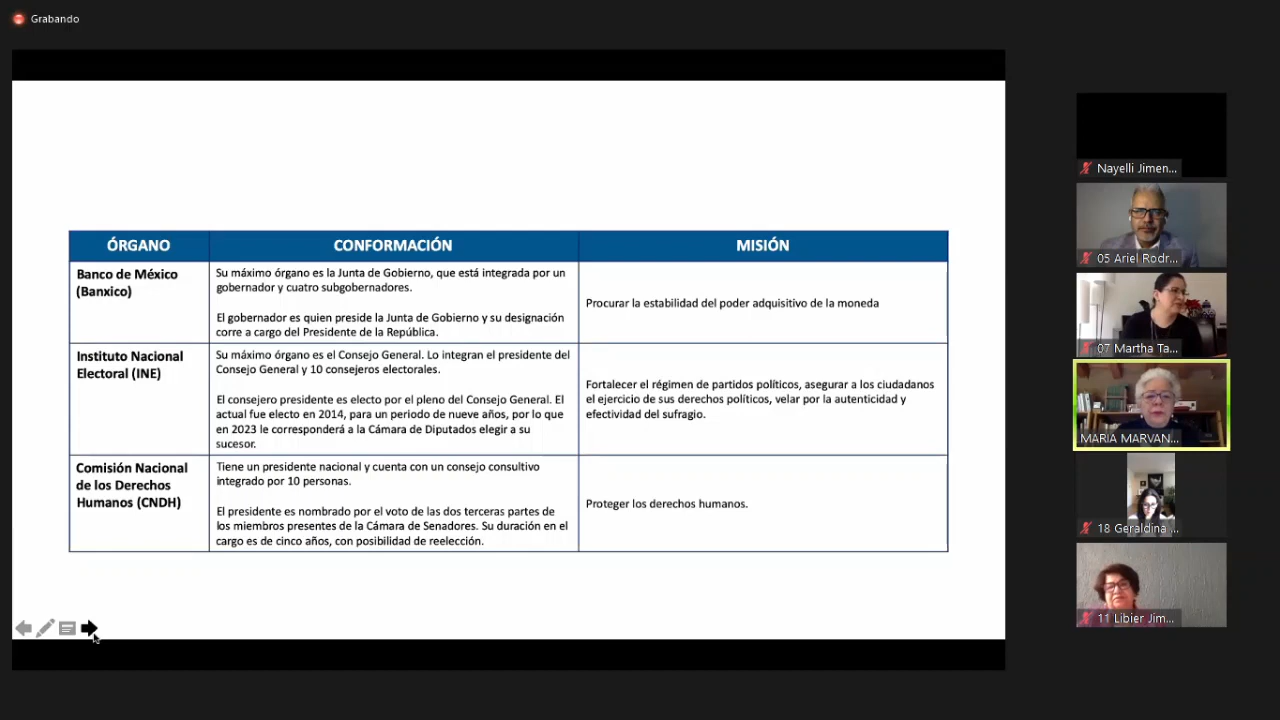 Grabando
ÓRGANO
CONFORMACIÓN
MISIÓN
Banco de México
(Banxico)
Su máximo órgano es la Junta de Gobierno, que está integrada por un
gobernador y cuatro subgobernadores.
El gobernador es quien preside la Junta de Gobierno y su designación
corre a cargo del Presidente de la República.
Procurar la estabilidad del poder adquisitivo de la moneda
Instituto Nacional
Electoral (INE)
Su máximo órgano es el Consejo General. Lo integran el presidente del
Consejo General y 10 consejeros electorales.
El consejero presidente es electo por el pleno del Consejo General. El
actual fue electo en 2014, para un periodo de nueve años, por lo que
en 2023 le corresponderá a la Cámara de Diputados elegir a su
sucesor.
Fortalecer el régimen de partidos políticos, asegurar a los ciudadanos
el ejercicio de sus derechos políticos, velar por la autenticidad y
efectividad del sufragio.
Comisión Nacional
de los Derechos
Humanos (CNDH)
Tiene un presidente nacional y cuenta con un consejo consultivo
integrado por 10 personas.
El presidente es nombrado por el voto de las dos terceras partes de
los miembros presentes de la Cámara de Senadores. Su duración en el
cargo es de cinco años, con posibilidad de reelección.
Proteger los derechos humanos.
Nayelli Jimen...
05 Ariel Rodr...
07 Martha Ta...
MARIA MARVAN...
18 Geraldina ...
11 Libier Jim...